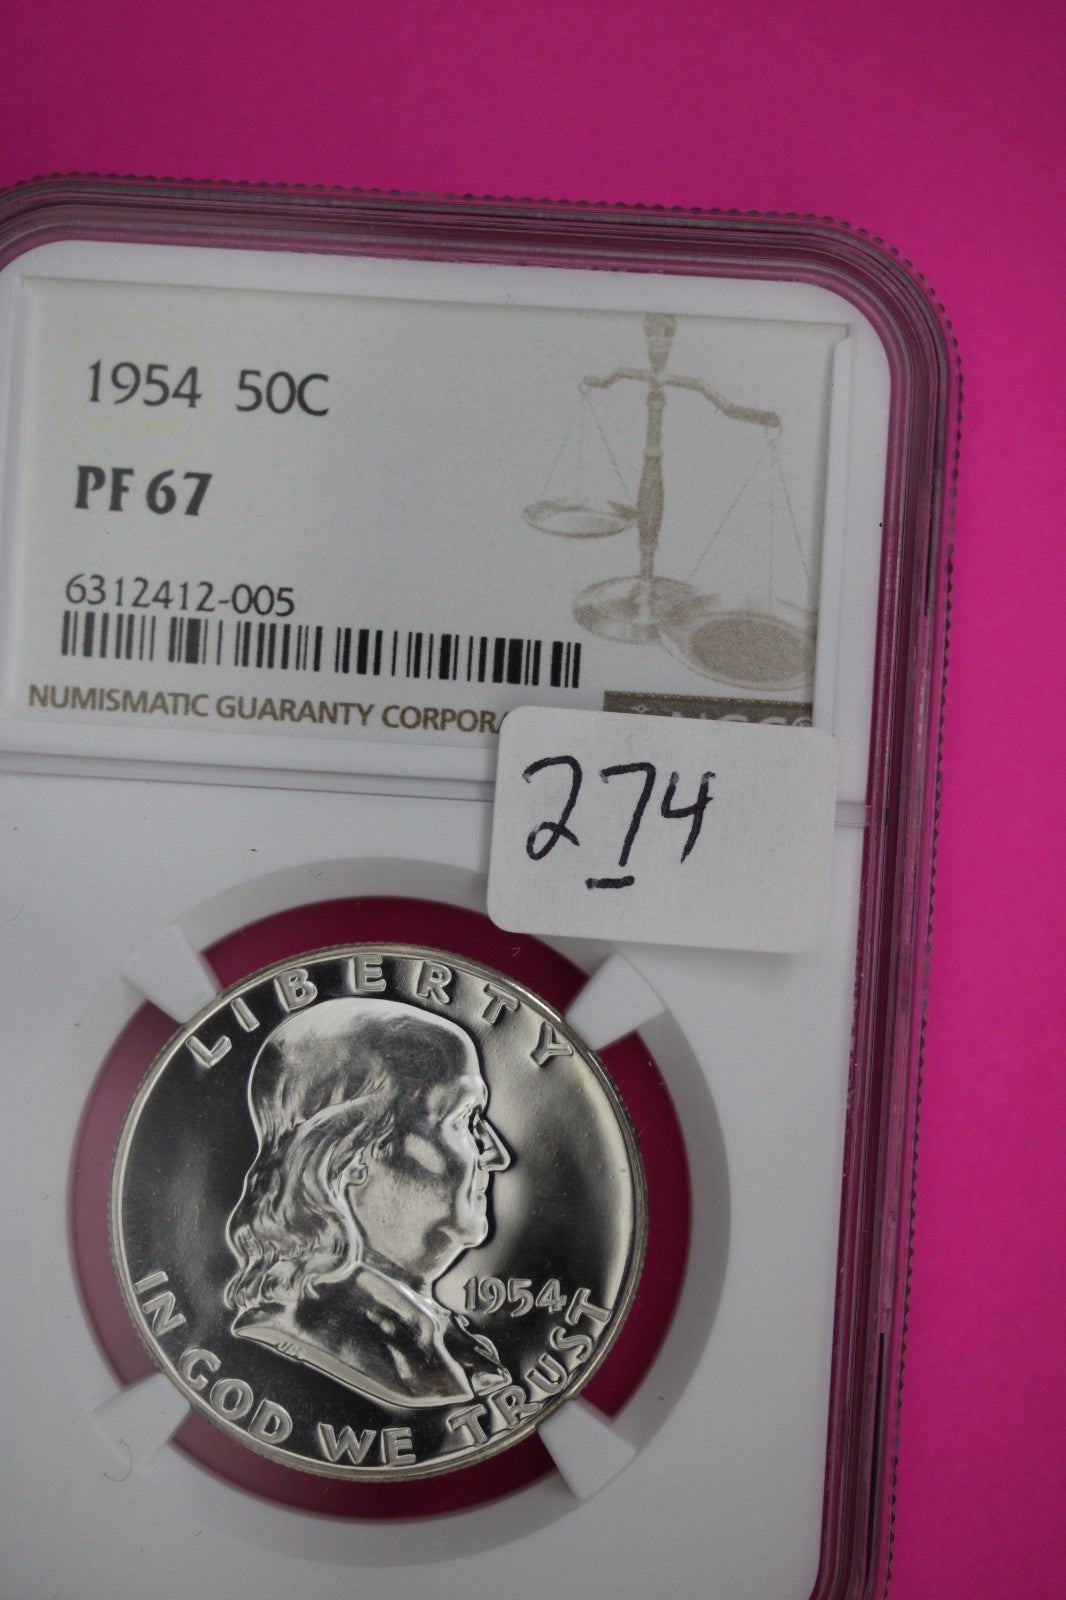 1954 50C
PF 67
6312412-005
NUMISMATIC GUARANTY CORPORA
274
LIBERTY
1954
IN GOD WE TRUST